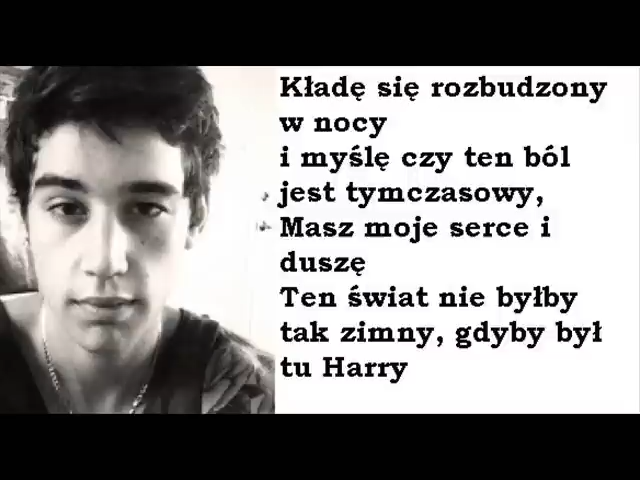 Kładę się rozbudzony
w nocy
i myślę czy ten ból
jest tymczasowy,
Masz moje serce i
duszę
Ten świat nie byłby
tak zimny, gdyby był
tu Harry